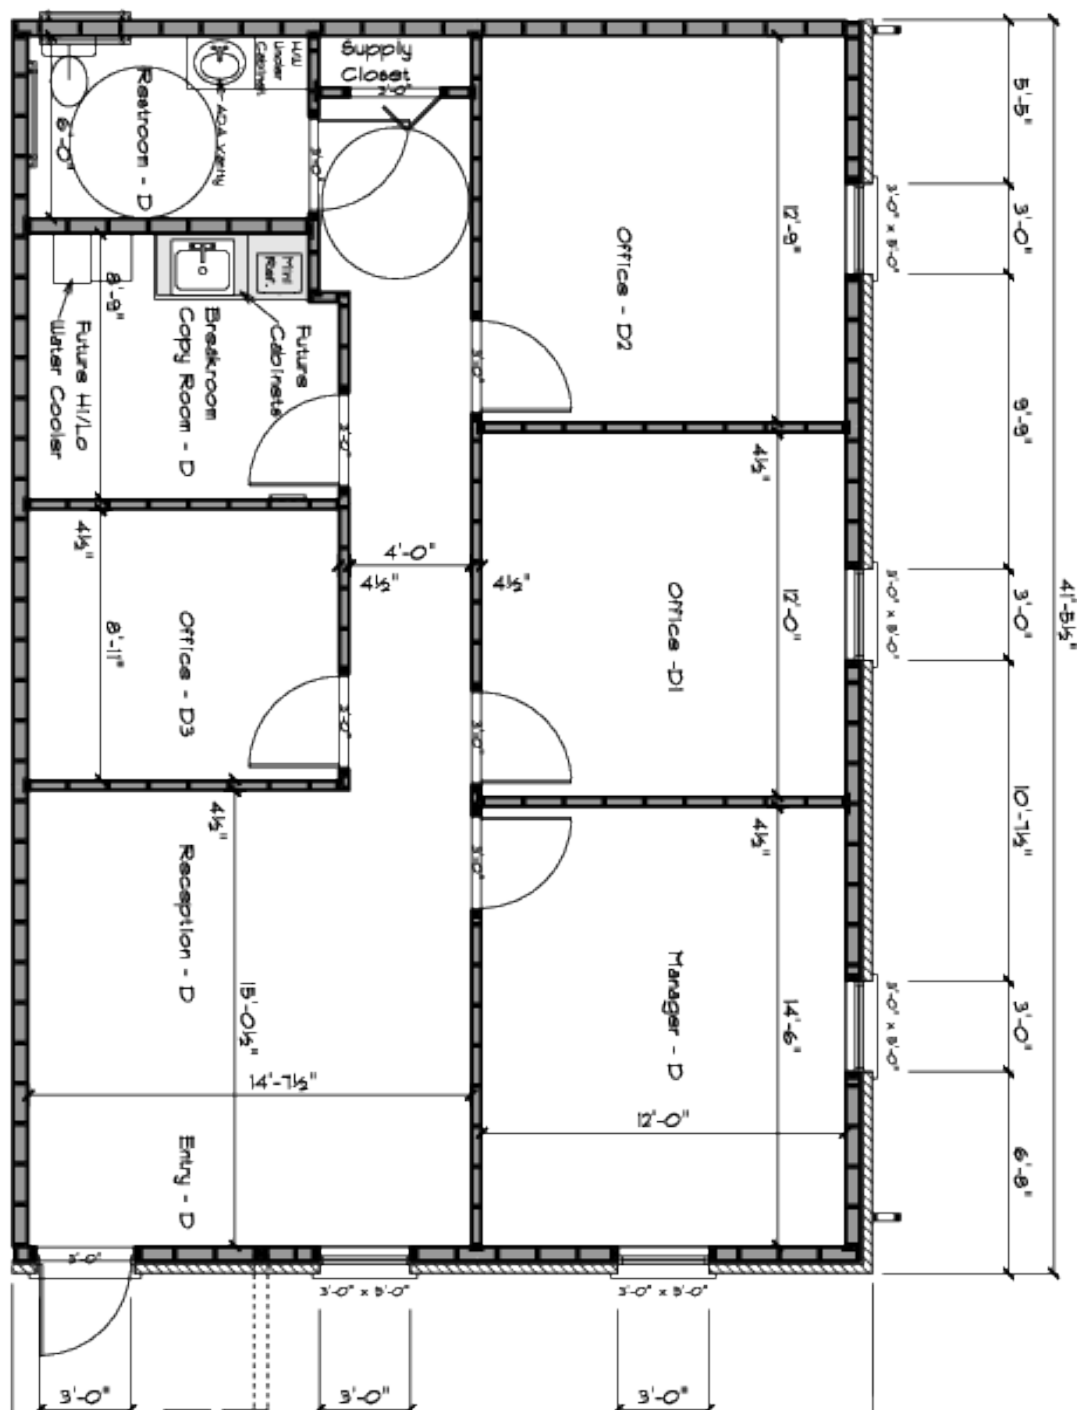 Supply
Closet
2'-0"
H/W
Under
Cabinet
ADA Vanity
Restroom - D
6'-0"
3'-0"
Mini
Ref.
Future
Cabinets
Breakroom
Copy Room - D
8'-9"
Future Hi/Lo
Water Cooler
3'-0"
4½"
Office - D3
8'-11"
3'-0"
4'-0"
4½"
4½"
4½"
Reception - D
15'-0½"
14'-7½"
Entry - D
3'-0"
Office - D2
12'-9"
3'-0"
4½"
Office -D1
12'-0"
3'-0"
4½"
3'-0"
Manager - D
14'-6"
12'-0"
3'-0" x 5'-0"
3'-0" x 5'-0"
3'-0" x 5'-0"
5'-5"
3'-0"
9'-9"
3'-0"
10'-7½"
3'-0"
6'-8"
41'-5½"
3'-0" x 5'-0"
3'-0" x 5'-0"
3'-0"
3'-0"
3'-0"